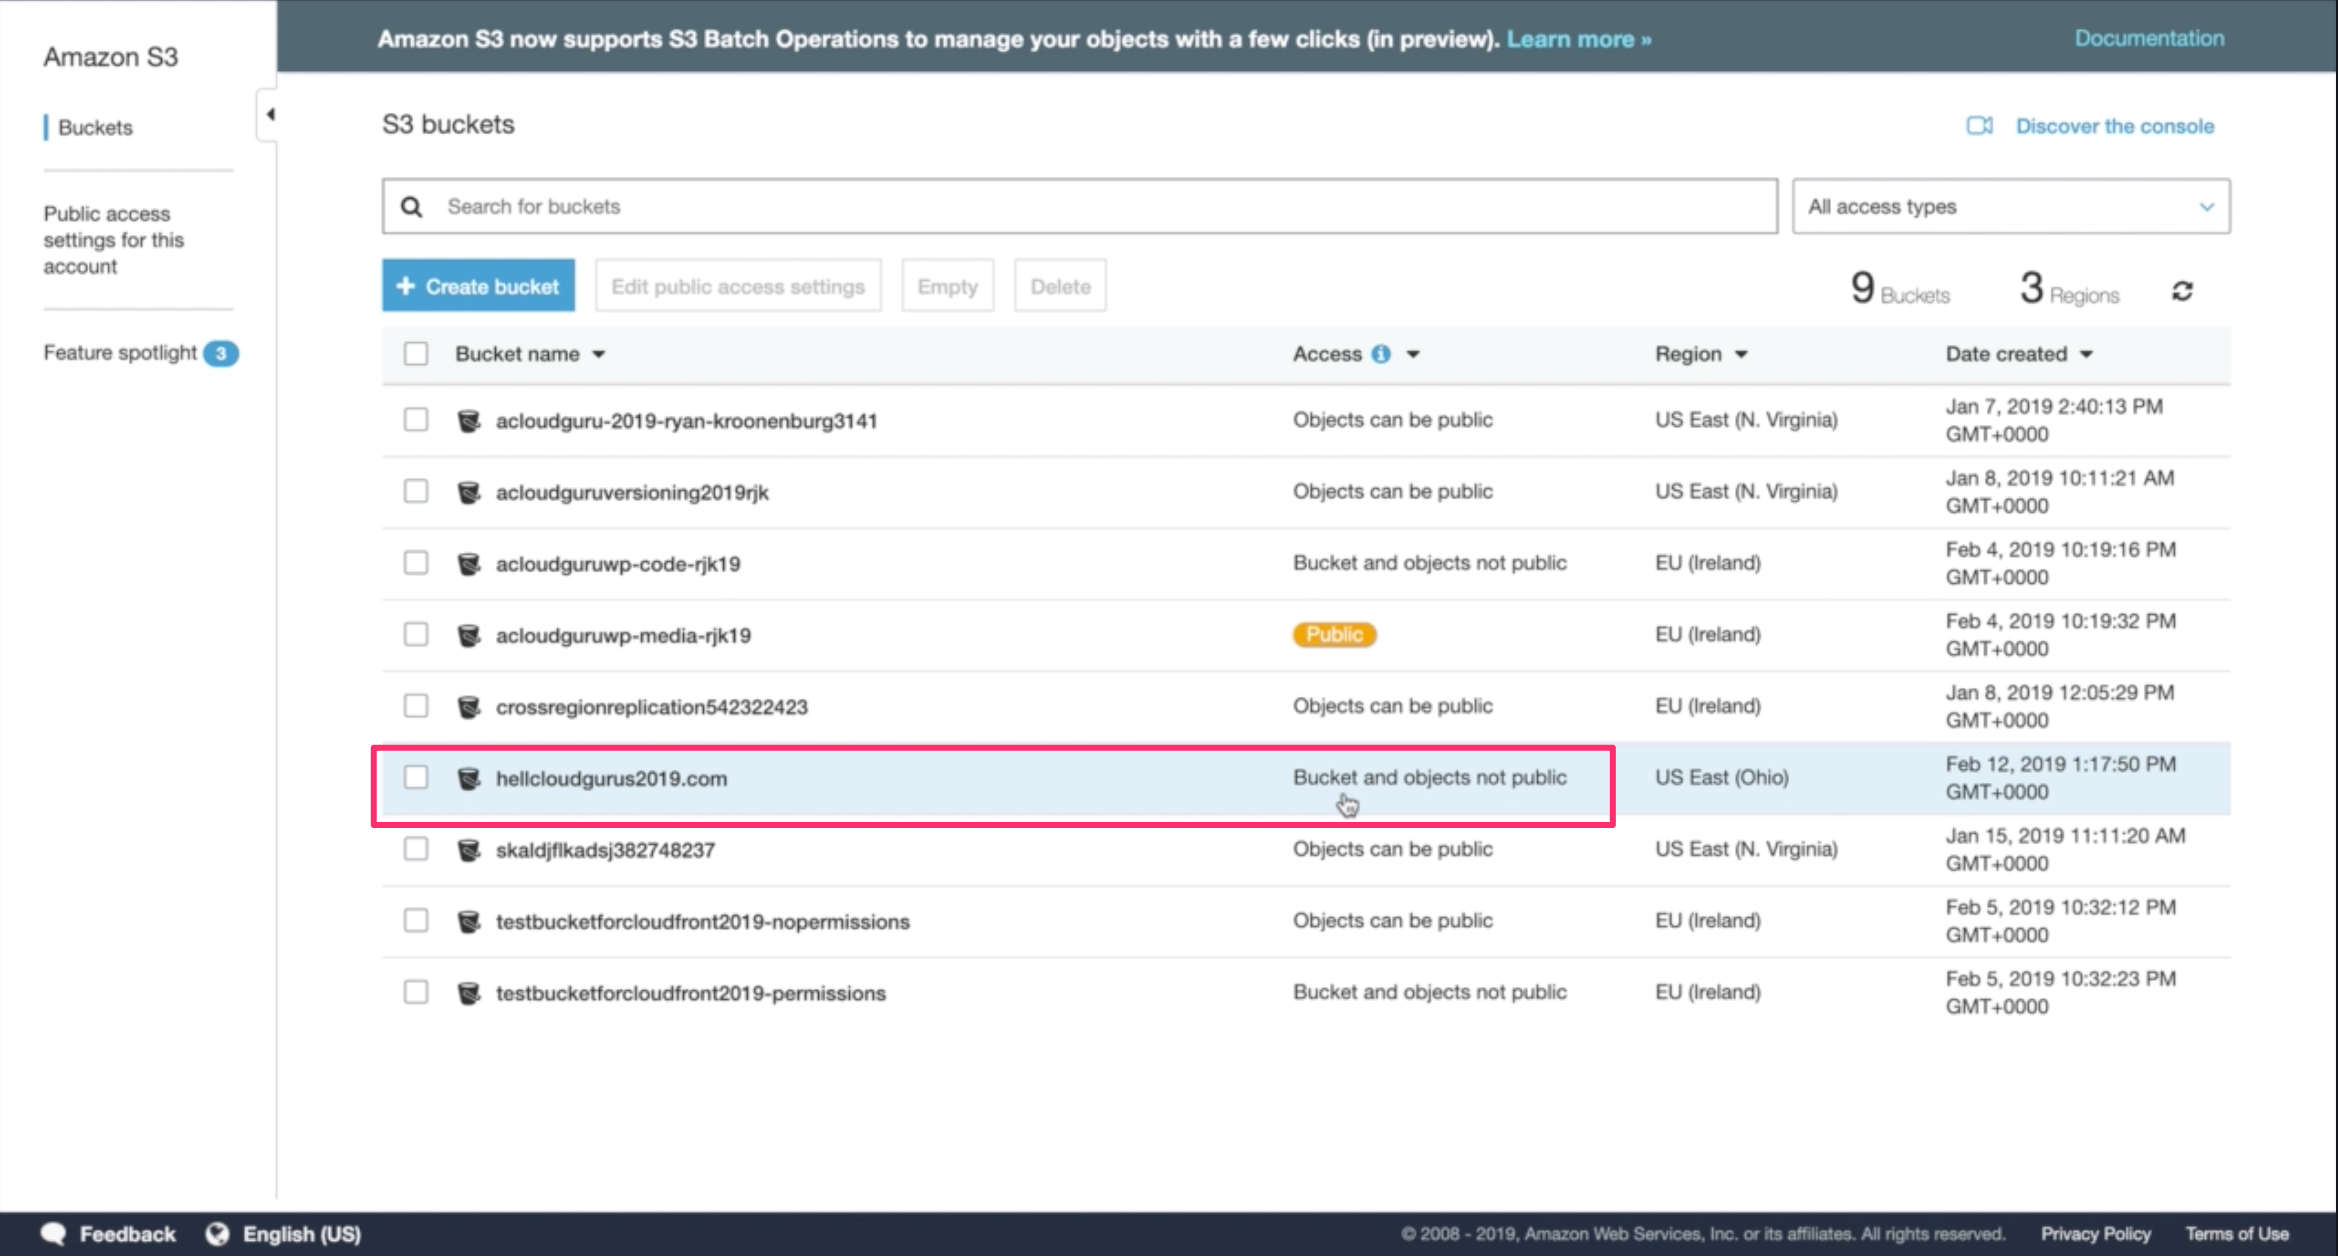 Amazon S3
Buckets
Public access
settings for this
account
Feature spotlight 3
Amazon S3 now supports S3 Batch Operations to manage your objects with a few clicks (in preview). Learn more »
Documentation
S3 buckets
Discover the console
Search for buckets
All access types
+ Create bucket
Edit public access settings
Empty
Delete
9 Buckets
3 Regions
Bucket name Access Region Date created
acloudguru-2019-ryan-kroonenburg3141 Objects can be public US East (N. Virginia) Jan 7, 2019 2:40:13 PM
GMT+0000
acloudguruversioning2019rjk Objects can be public US East (N. Virginia) Jan 8, 2019 10:11:21 AM
GMT+0000
acloudguruwp-code-rjk19 Bucket and objects not public EU (Ireland) Feb 4, 2019 10:19:16 PM
GMT+0000
acloudguruwp-media-rjk19 Public EU (Ireland) Feb 4, 2019 10:19:32 PM
GMT+0000
crossregionreplication542322423 Objects can be public EU (Ireland) Jan 8, 2019 12:05:29 PM
GMT+0000
hellcloudgurus2019.com Bucket and objects not public US East (Ohio) Feb 12, 2019 1:17:50 PM
GMT+0000
skaldjflkadsj382748237 Objects can be public US East (N. Virginia) Jan 15, 2019 11:11:20 AM
GMT+0000
testbucketforcloudfront2019-nopermissions Objects can be public EU (Ireland) Feb 5, 2019 10:32:12 PM
GMT+0000
testbucketforcloudfront2019-permissions Bucket and objects not public EU (Ireland) Feb 5, 2019 10:32:23 PM
GMT+0000
Feedback English (US) © 2008 - 2019, Amazon Web Services, Inc. or its affiliates. All rights reserved. Privacy Policy Terms of Use